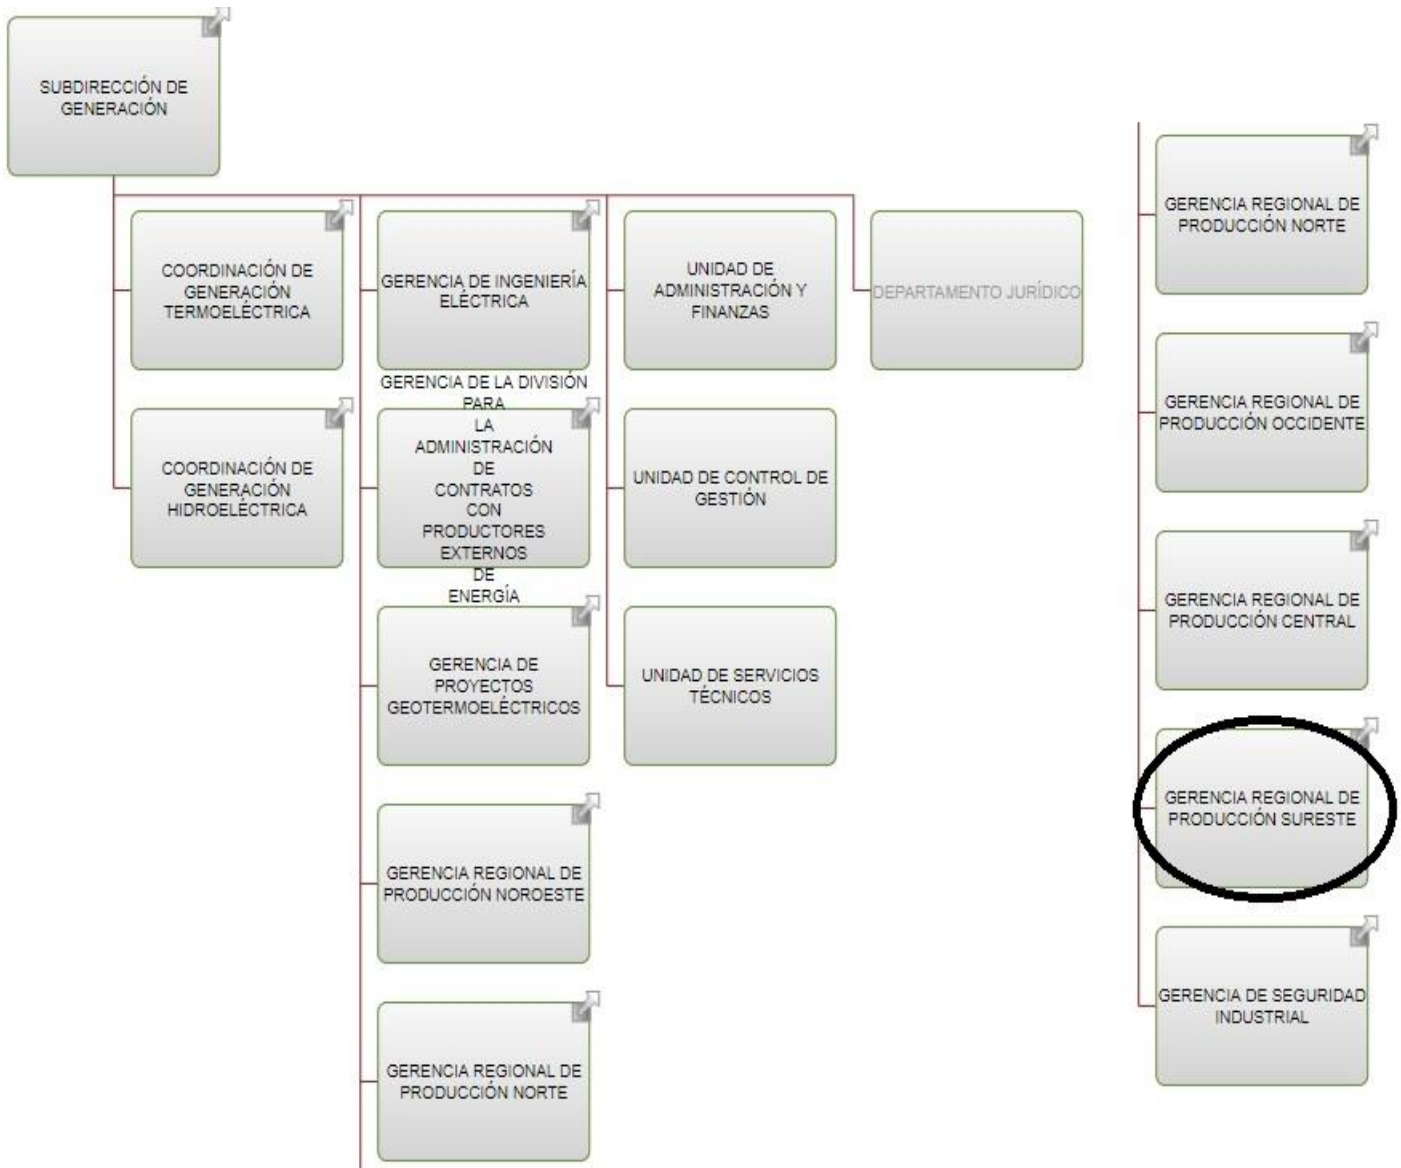 SUBDIRECCIÓN DE
GENERACIÓN
COORDINACIÓN DE
GENERACIÓN
TERMOELÉCTRICA
COORDINACIÓN DE
GENERACIÓN
HIDROELÉCTRICA
GERENCIA DE INGENIERÍA
ELÉCTRICA
GERENCIA DE LA DIVISIÓN
PARA
LA
ADMINISTRACIÓN
DE
CONTRATOS
CON
PRODUCTORES
EXTERNOS
DE
ENERGÍA
GERENCIA DE
PROYECTOS
GEOTERMOELÉCTRICOS
GERENCIA REGIONAL DE
PRODUCCIÓN NOROESTE
GERENCIA REGIONAL DE
PRODUCCIÓN NORTE
UNIDAD DE
ADMINISTRACIÓN Y
FINANZAS
UNIDAD DE CONTROL DE
GESTIÓN
UNIDAD DE SERVICIOS
TÉCNICOS
DEPARTAMENTO JURÍDICO
GERENCIA REGIONAL DE
PRODUCCIÓN NORTE
GERENCIA REGIONAL DE
PRODUCCIÓN OCCIDENTE
GERENCIA REGIONAL DE
PRODUCCIÓN CENTRAL
GERENCIA REGIONAL DE
PRODUCCIÓN SURESTE
GERENCIA DE SEGURIDAD
INDUSTRIAL